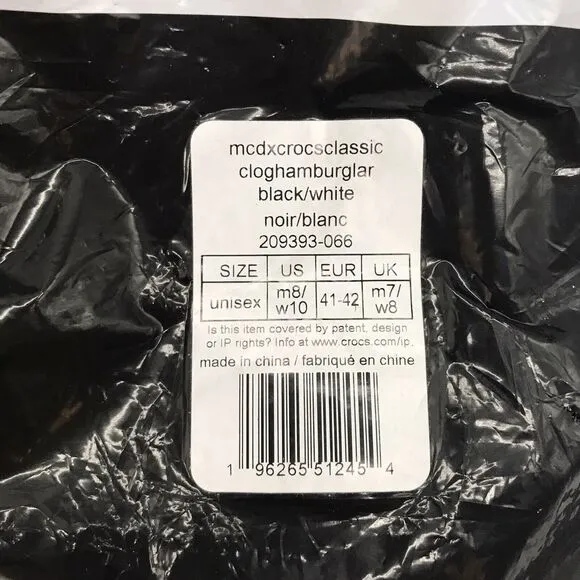 mcdxcrocsclassic
cloghamburglar
black/white
noir/blanc
209393-066
SIZE US EUR UK
unisex m8/ w10 41-42 m7/ w8
Is this item covered by patent, design
or IP rights? Info at www.crocs.com/ip.
made in china / fabriqué en chine
1 96265 51245 4